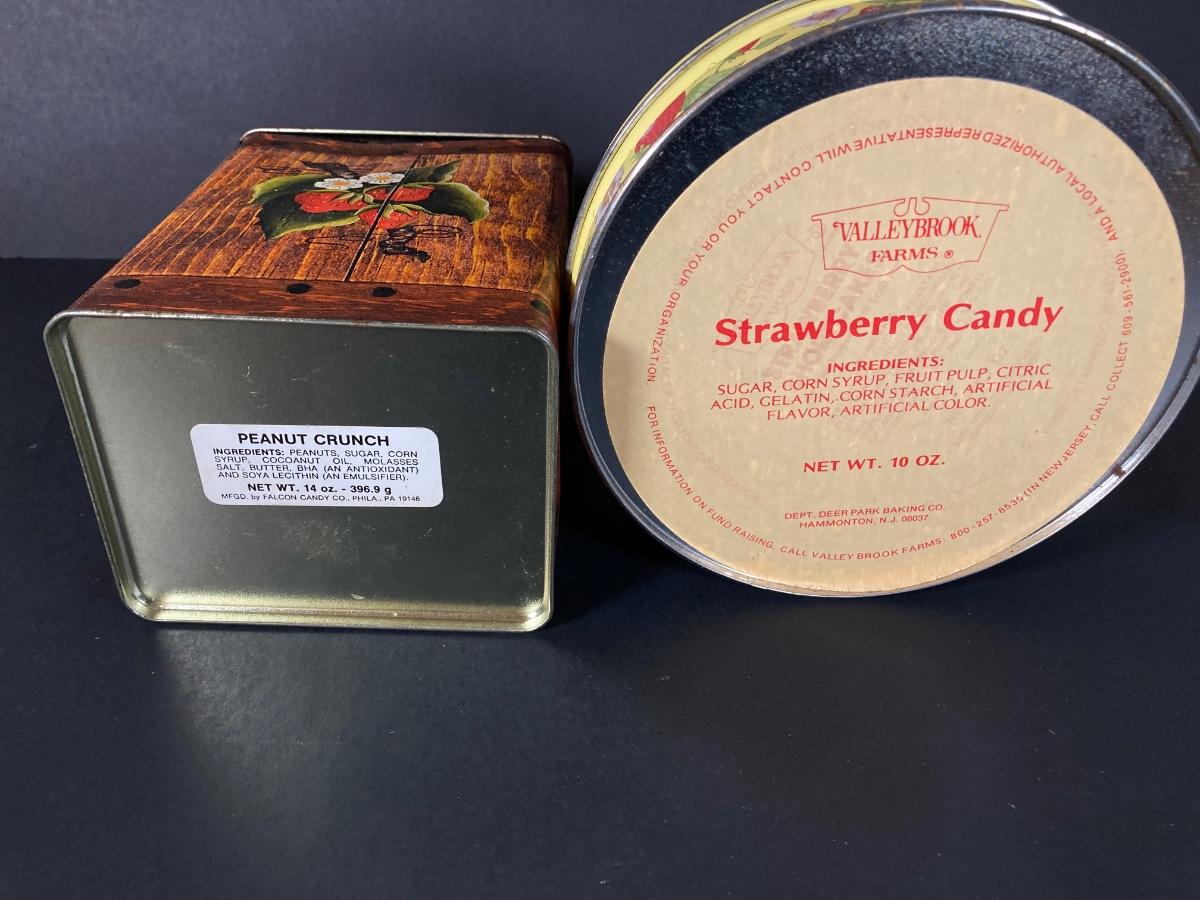 PEANUT CRUNCH
INGREDIENTS: PEANUTS, SUGAR, CORN
SYRUP, COCOANUT OIL, MOLASSES
SALT, BUTTER, BHA (AN ANTIOXIDANT)
AND SOYA LECITHIN (AN EMULSIFIER).
NET WT. 14 oz. - 396.9 g
MFGD. by FALCON CANDY CO., PHILA., PA 19146
VALLEYBROOK
FARMS ®
Strawberry Candy
INGREDIENTS:
SUGAR, CORN SYRUP, FRUIT PULP, CITRIC
ACID, GELATIN, CORN STARCH, ARTIFICIAL
FLAVOR, ARTIFICIAL COLOR.
NET WT. 10 OZ.
DEPT. DEER PARK BAKING CO.
HAMMONTON, N.J. 08037
FOR INFORMATION ON FUND RAISING, CALL VALLEY BROOK FARMS: 800-257-8535 (IN NEW JERSEY, CALL COLLECT 609-561-2900), AND A LOCAL AUTHORIZED REPRESENTATIVE WILL CONTACT YOU OR YOUR ORGANIZATION.